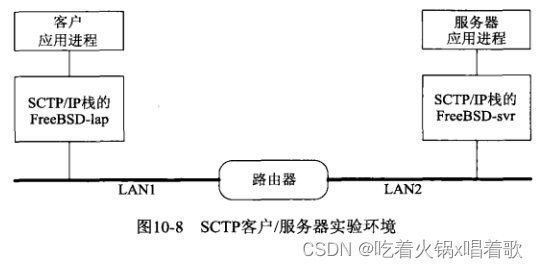 客户
应用进程
服务器
应用进程
SCTP/IP栈的
FreeBSD-lap
SCTP/IP栈的
FreeBSD-svr
路由器
LAN1
LAN2
图10-8 SCTP客户/服务器实验环境
CSDN @吃着火锅x唱着歌